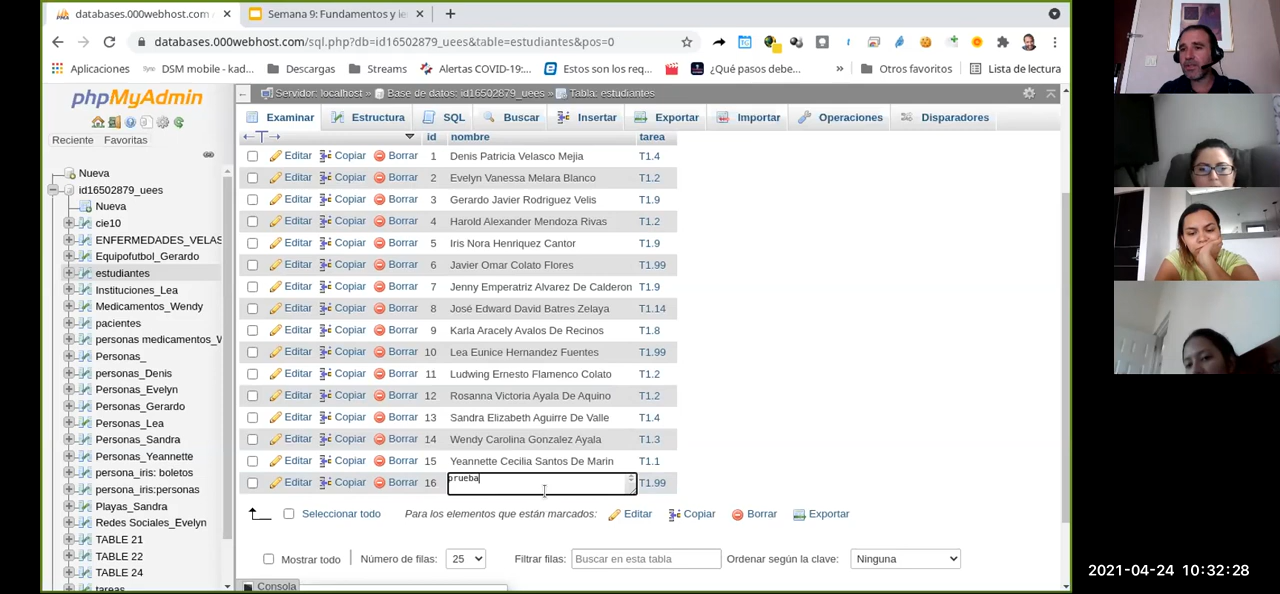 databases.000webhost.com
Semana 9: Fundamentos y
databases.000webhost.com/sql.php?db=id16502879_uees&table=estudiantes&pos=0
Aplicaciones
DSM mobile - kad...
Descargas
Streams
Alertas COVID-19:...
Estos son los req...
¿Qué pasos debe...
»
Otros favoritos
Lista de lectura
phpMyAdmin
Reciente Favoritas
Nueva
id16502879_uees
Nueva
cie10
ENFERMEDADES_VELAS
Equipofutbol_Gerardo
estudiantes
Instituciones_Lea
Medicamentos_Wendy
pacientes
personas medicamentos_
Personas_
personas_Denis
Personas_Evelyn
Personas_Gerardo
Personas_Lea
Personas_Sandra
Personas_Yeannette
persona_iris: boletos
persona_iris:personas
Playas_Sandra
Redes Sociales_Evelyn
TABLE 21
TABLE 22
TABLE 24
tareas
Servidor: localhost » Base de datos: id16502879_uees » Tabla: estudiantes
Examinar Estructura SQL Buscar Insertar Exportar Importar Operaciones Disparadores
id nombre tarea
Editar Copiar Borrar 1 Denis Patricia Velasco Mejia T1.4
Editar Copiar Borrar 2 Evelyn Vanessa Melara Blanco T1.2
Editar Copiar Borrar 3 Gerardo Javier Rodriguez Velis T1.9
Editar Copiar Borrar 4 Harold Alexander Mendoza Rivas T1.2
Editar Copiar Borrar 5 Iris Nora Henriquez Cantor T1.9
Editar Copiar Borrar 6 Javier Omar Colato Flores T1.99
Editar Copiar Borrar 7 Jenny Emperatriz Alvarez De Calderon T1.9
Editar Copiar Borrar 8 José Edward David Batres Zelaya T1.14
Editar Copiar Borrar 9 Karla Aracely Avalos De Recinos T1.8
Editar Copiar Borrar 10 Lea Eunice Hernandez Fuentes T1.99
Editar Copiar Borrar 11 Ludwing Ernesto Flamenco Colato T1.2
Editar Copiar Borrar 12 Rosanna Victoria Ayala De Aquino T1.2
Editar Copiar Borrar 13 Sandra Elizabeth Aguirre De Valle T1.4
Editar Copiar Borrar 14 Wendy Carolina Gonzalez Ayala T1.3
Editar Copiar Borrar 15 Yeannette Cecilia Santos De Marin T1.1
Editar Copiar Borrar 16 prueba T1.99
Seleccionar todo Para los elementos que están marcados: Editar Copiar Borrar Exportar
Mostrar todo Número de filas: 25 Filtrar filas: Buscar en esta tabla Ordenar según la clave: Ninguna
Consola
2021-04-24 10:32:28